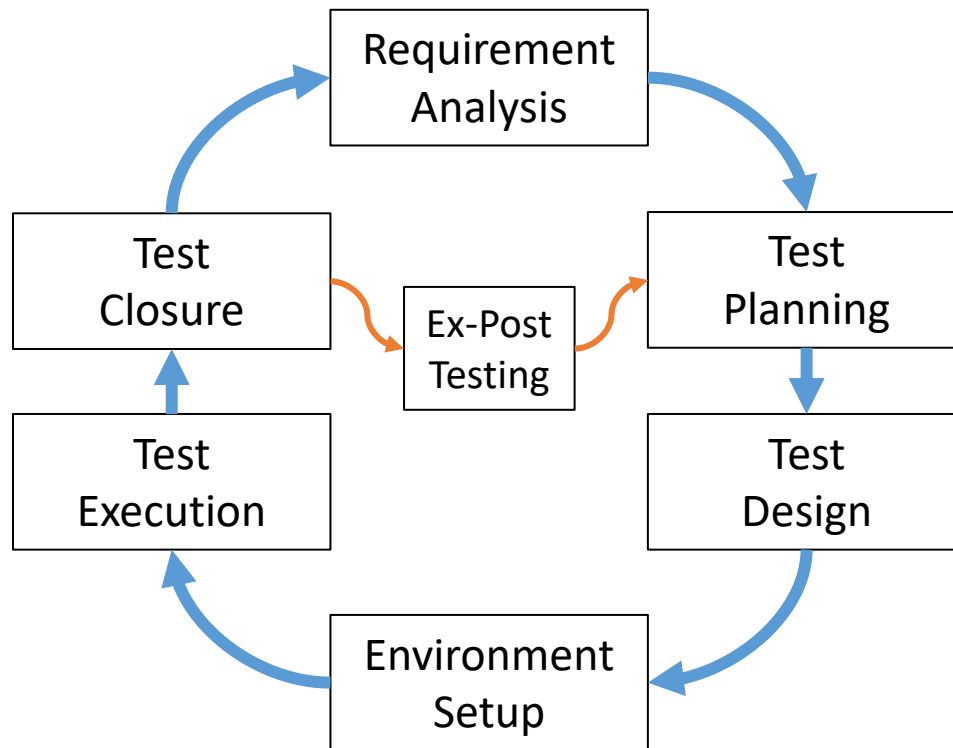 Requirement
Analysis
Test
Closure
Test
Planning
Ex-Post
Testing
Test
Execution
Test
Design
Environment
Setup